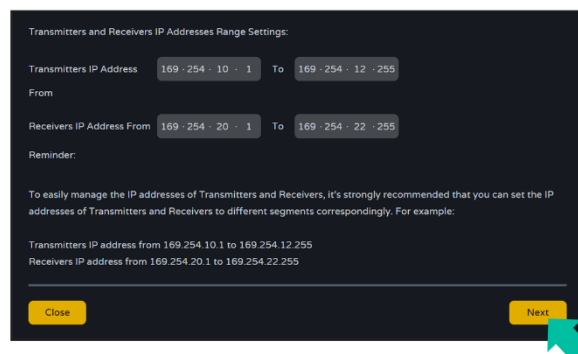 Transmitters and Receivers IP Addresses Range Settings:
Transmitters IP Address From 169 · 254 · 10 · 1 To 169 · 254 · 12 · 255
Receivers IP Address From 169 · 254 · 20 · 1 To 169 · 254 · 22 · 255
Reminder:
To easily manage the IP addresses of Transmitters and Receivers, it's strongly recommended that you can set the IP
addresses of Transmitters and Receivers to different segments correspondingly. For example:
Transmitters IP address from 169.254.10.1 to 169.254.12.255
Receivers IP address from 169.254.20.1 to 169.254.22.255
Close Next